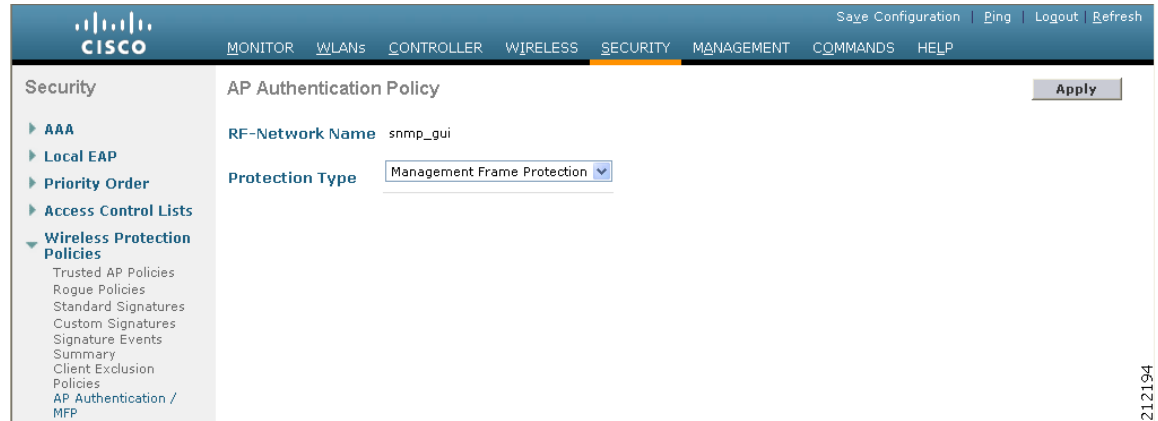 Save Configuration | Ping | Logout | Refresh
CISCO
MONITOR WLANs CONTROLLER WIRELESS SECURITY MANAGEMENT COMMANDS HELP
Security
AAA
Local EAP
Priority Order
Access Control Lists
Wireless Protection
Policies
Trusted AP Policies
Rogue Policies
Standard Signatures
Custom Signatures
Signature Events
Summary
Client Exclusion
Policies
AP Authentication /
MFP
AP Authentication Policy
Apply
RF-Network Name snmp_gui
Protection Type Management Frame Protection
212194